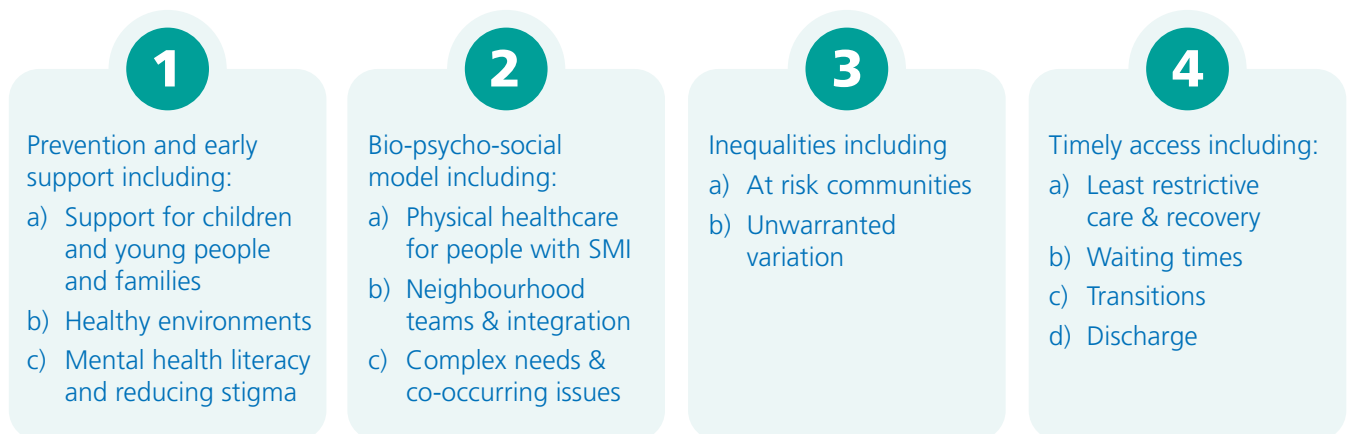 1
Prevention and early
support including:
a) Support for children
and young people
and families
b) Healthy environments
c) Mental health literacy
and reducing stigma
2
Bio-psycho-social
model including:
a) Physical healthcare
for people with SMI
b) Neighbourhood
teams & integration
c) Complex needs &
co-occurring issues
3
Inequalities including
a) At risk communities
b) Unwarranted
variation
4
Timely access including:
a) Least restrictive
care & recovery
b) Waiting times
c) Transitions
d) Discharge